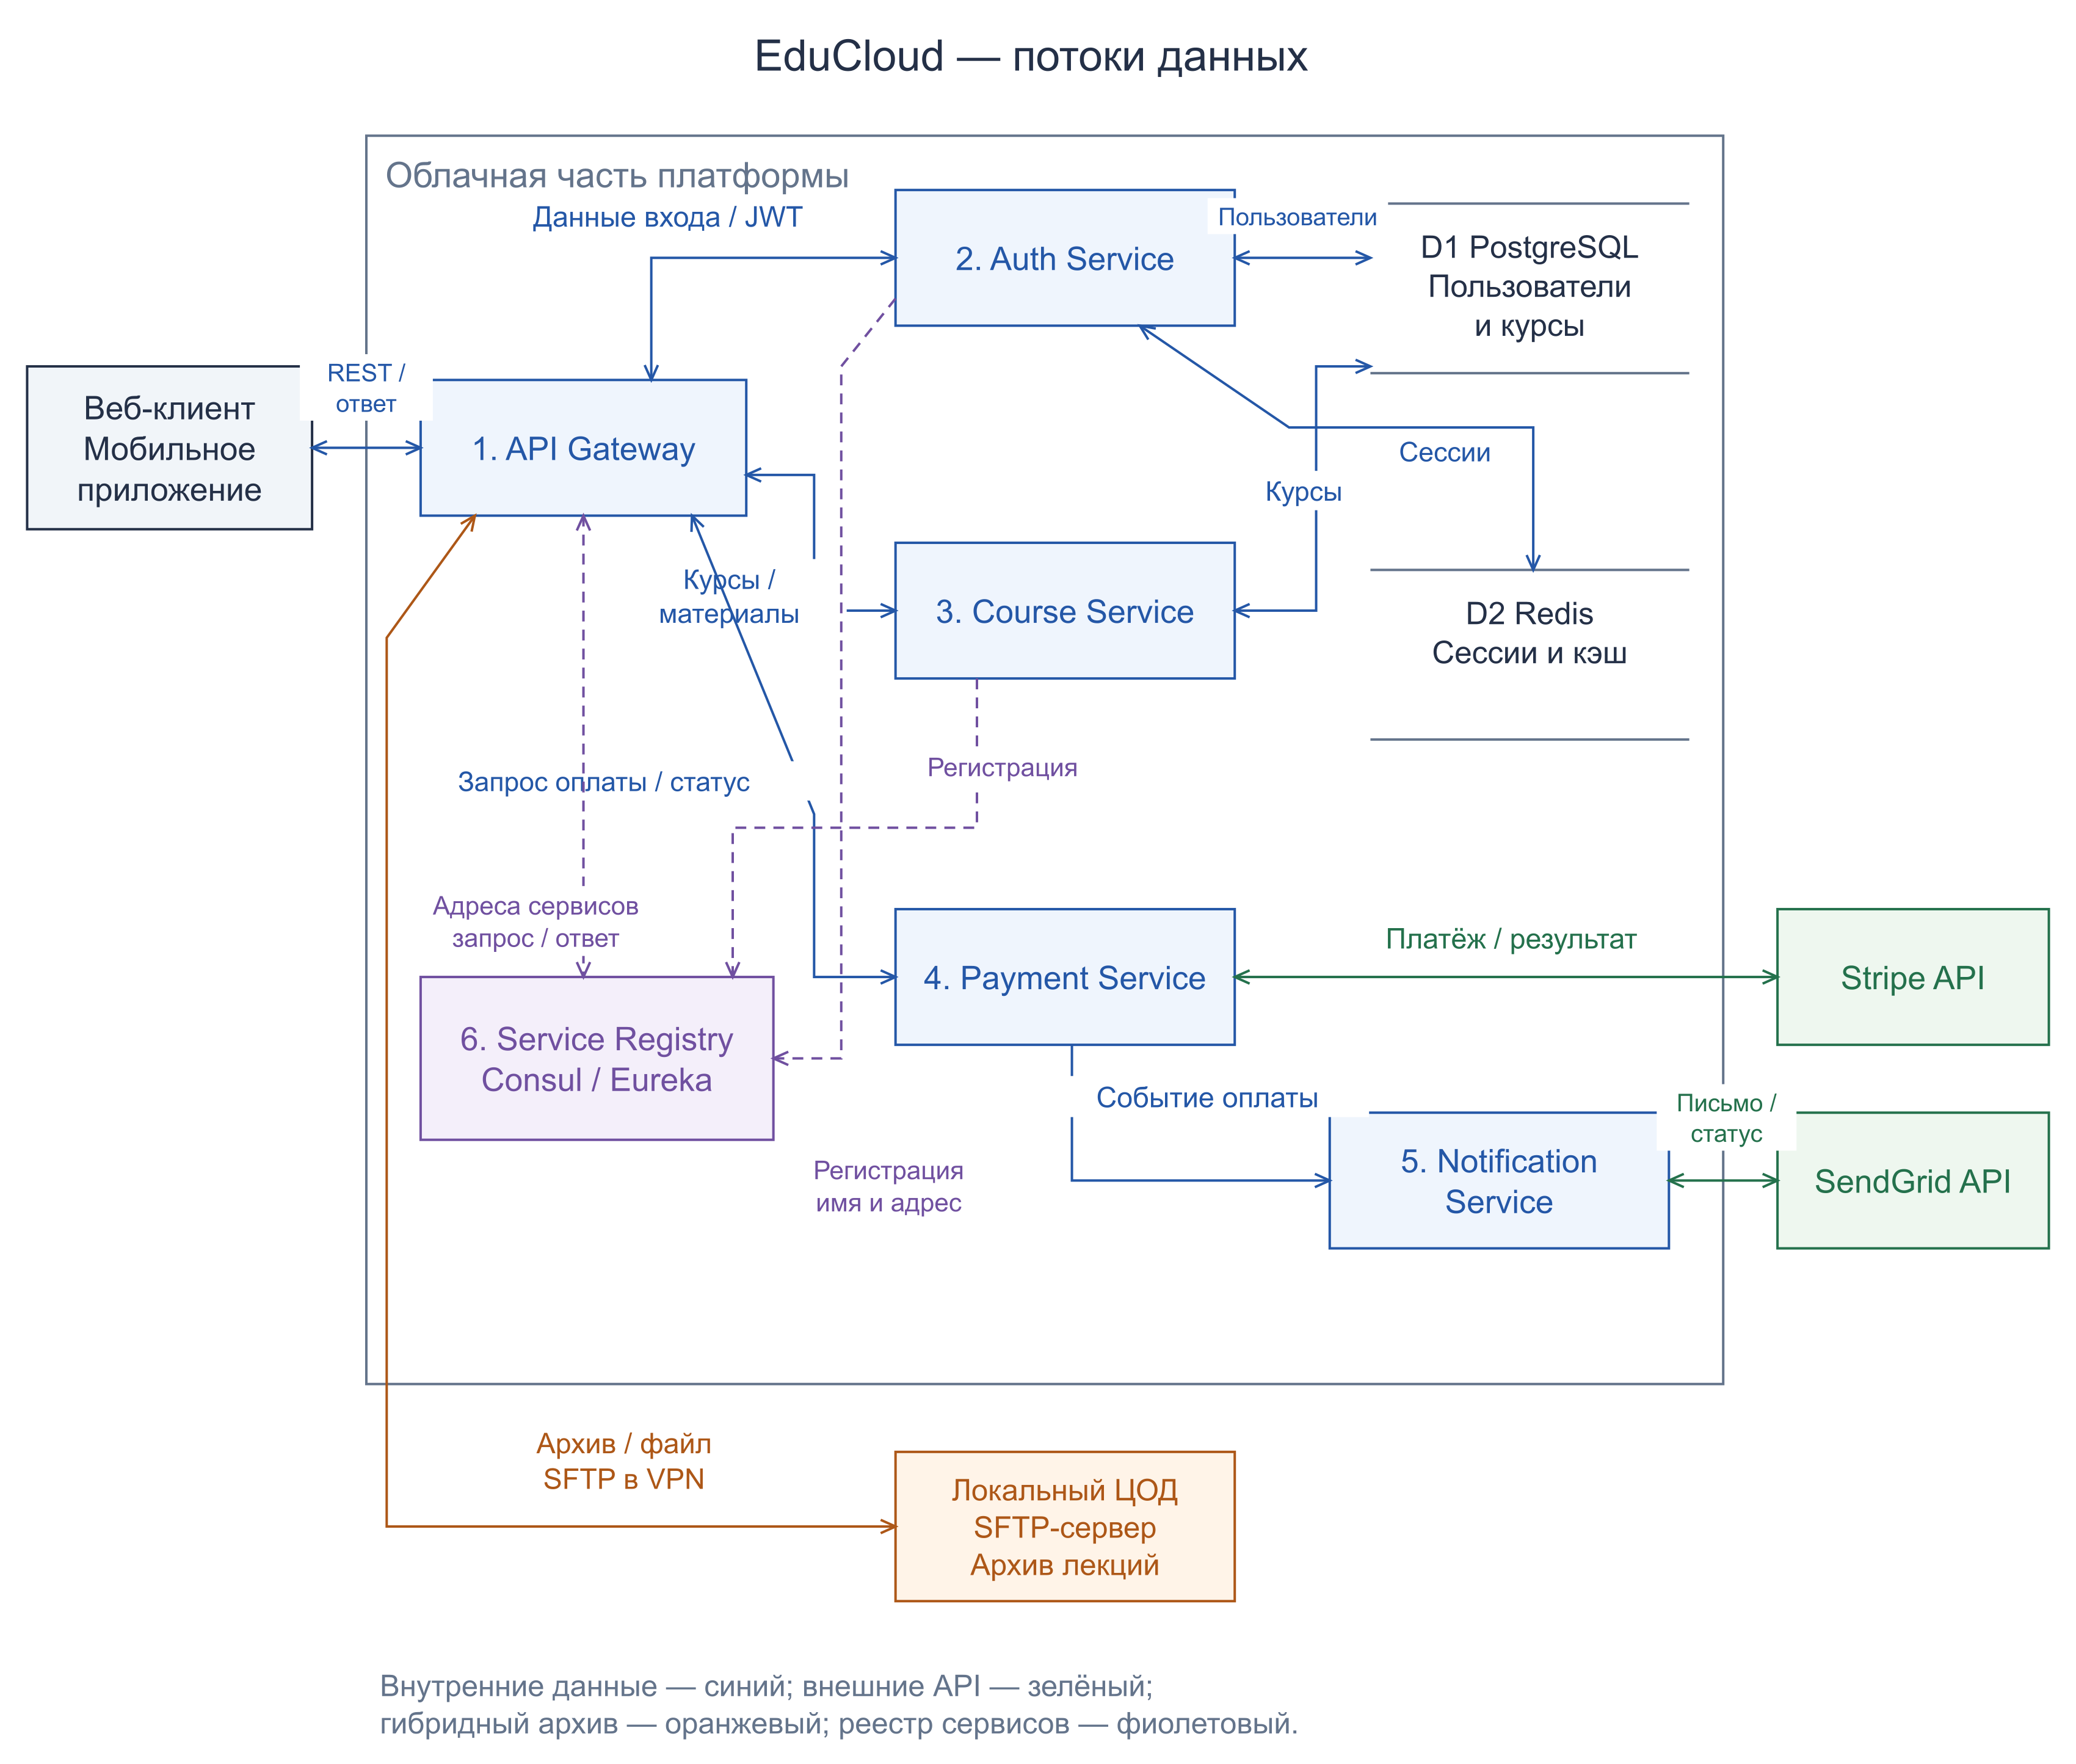 EduCloud — потоки данных
Облачная часть платформы
Данные входа / JWT
2. Auth Service
Пользователи
D1 PostgreSQL
Пользователи
и курсы
REST /
ответ
Веб-клиент
Мобильное
приложение
1. API Gateway
Сессии
Курсы
Курсы /
материалы
3. Course Service
D2 Redis
Сессии и кэш
Запрос оплаты / статус
Регистрация
Адреса сервисов
запрос / ответ
4. Payment Service
Платёж / результат
Stripe API
6. Service Registry
Consul / Eureka
Событие оплаты
Письмо /
статус
5. Notification
Service
SendGrid API
Регистрация
имя и адрес
Архив / файл
SFTP в VPN
Локальный ЦОД
SFTP-сервер
Архив лекций
Внутренние данные — синий; внешние API — зелёный;
гибридный архив — оранжевый; реестр сервисов — фиолетовый.